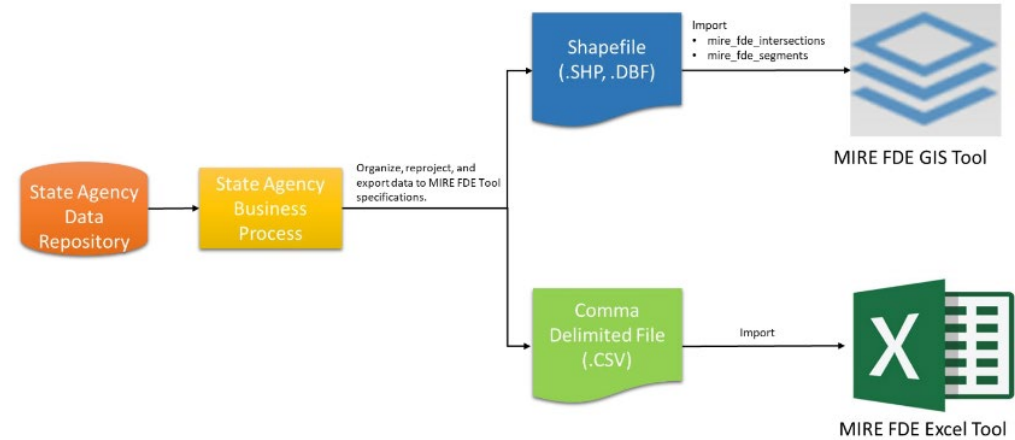 State Agency
Data
Repository
State Agency
Business
Process
Organize, reproject, and
export data to MIRE FDE Tool
specifications.
Shapefile
(.SHP, .DBF)
Import
• mire_fde_intersections
• mire_fde_segments
MIRE FDE GIS Tool
Comma
Delimited File
(.CSV)
Import
X
MIRE FDE Excel Tool